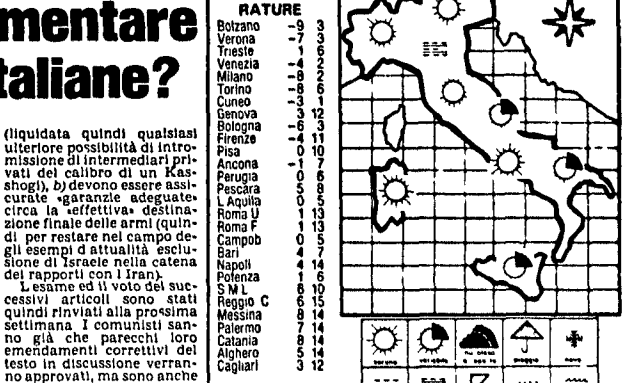 mentare
taliane?
(liquidata quindi qualsiasi
ulteriore possibilità di intro-
missione di intermediari pri-
vati del calibro di un Kas-
shogi), b) devono essere assi-
curate «garanzie adeguate»
circa la «effettiva» destina-
zione finale delle armi (quin-
di per restare nel campo de-
gli esempi d attualità esclu-
sione di Israele nella catena
dei rapporti con l Iran).
L esame ed il voto dei suc-
cessivi articoli sono stati
quindi rinviati alla prossima
settimana I comunisti san-
no già che parecchi loro
emendamenti correttivi del
testo in discussione verran-
no approvati, ma sono anche
RATURE
Bolzano -9 3
Verona -7 3
Trieste 1 6
Venezia -4 2
Milano -8 2
Torino -8 6
Cuneo -3 1
Genova 3 12
Bologna -6 3
Firenze -4 11
Pisa 0 10
Ancona -1 7
Perugia 0 6
Pescara 5 8
L Aquila 0 5
Roma U 1 13
Roma F 1 13
Campob 0 5
Bari 4 7
Napoli 4 14
Potenza 1 6
S M L 6 10
Reggio C 6 15
Messina 8 14
Palermo 7 14
Catania 8 14
Alghero 5 14
Cagliari 3 12
sereno variabile pioggia neve